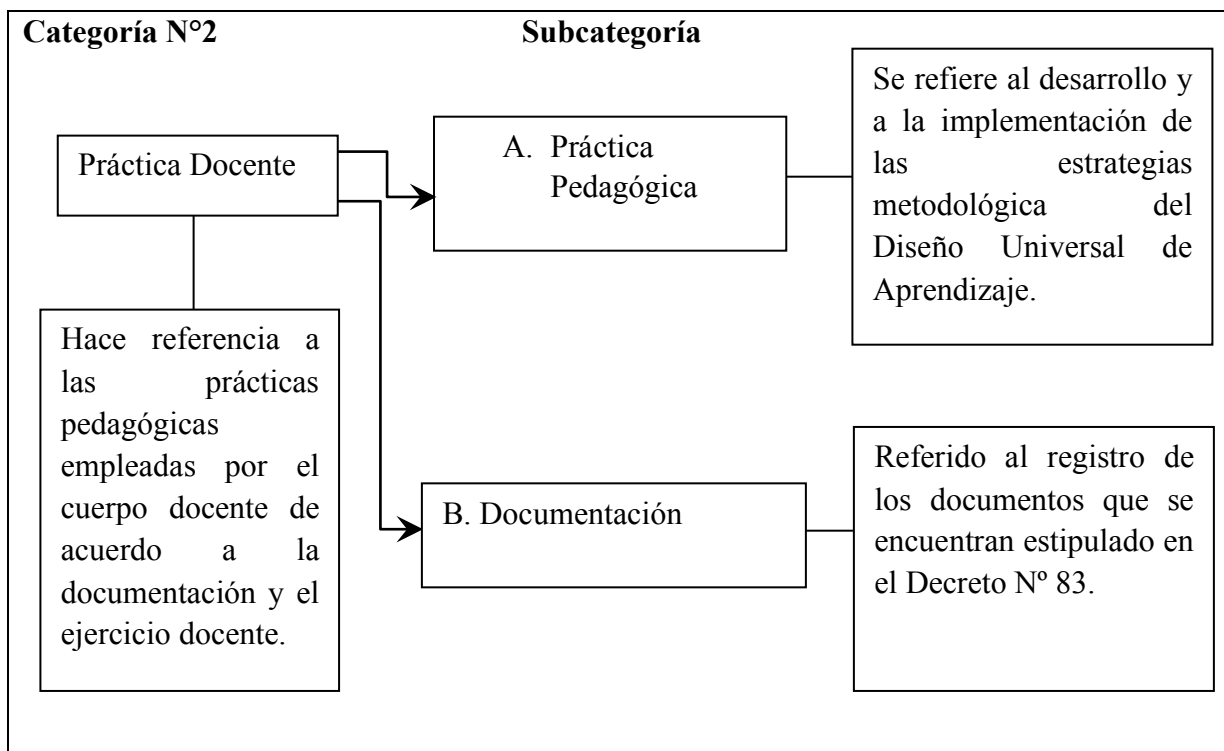 Categoría N°2
Subcategoría
Práctica Docente
Hace referencia a
las prácticas
pedagógicas
empleadas por el
cuerpo docente de
acuerdo a la
documentación y el
ejercicio docente.
A. Práctica
Pedagógica
Se refiere al desarrollo y
a la implementación de
las estrategias
metodológica del
Diseño Universal de
Aprendizaje.
B. Documentación
Referido al registro de
los documentos que se
encuentran estipulado en
el Decreto Nº 83.